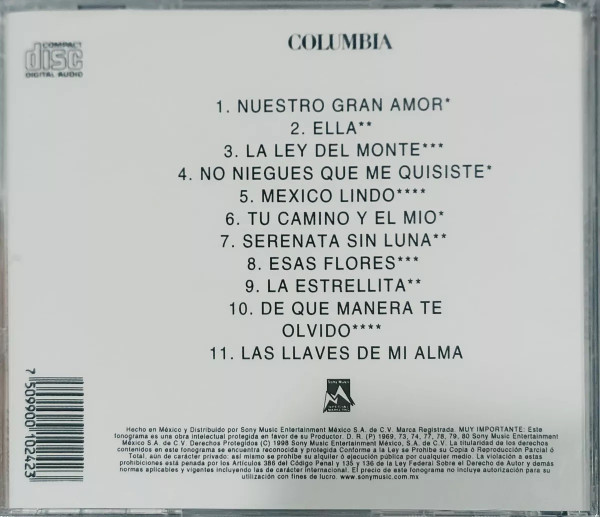 COMPACT
disc
DIGITAL AUDIO
COLUMBIA
1. NUESTRO GRAN AMOR*
2. ELLA**
3. LA LEY DEL MONTE***
4. NO NIEGUES QUE ME QUISISTE*
5. MEXICO LINDO****
6. TU CAMINO Y EL MIO*
7. SERENATA SIN LUNA**
8. ESAS FLORES***
9. LA ESTRELLITA**
10. DE QUE MANERA TE
OLVIDO****
11. LAS LLAVES DE MI ALMA
Sony Music
SPECIAL
MARKETING
7 509900 102423
Hecho en México y Distribuido por Sony Music Entertainment México S.A. de C.V. Marca Registrada. MUY IMPORTANTE: Este
fonograma es una obra intelectual protegida en favor de su Productor. D. R. (P) 1969, 73, 74, 77, 78, 79, 80 Sony Music Entertainment
México S.A. de C.V. Derechos Protegidos (C) 1998 Sony Music Entertainment México, S.A. de C.V. La titularidad de los derechos
contenidos en este fonograma se encuentra reconocida y protegida Conforme a la Ley se Prohíbe su Copia ó Reproducción Parcial ó
Total, aún de carácter privado; así mismo se prohíbe su alquiler ó ejecución pública por cualquier medio. La violación a estas
prohibiciones está penada por los Artículos 386 del Código Penal y 135 y 136 de la Ley Federal Sobre el Derecho de Autor y demás
normas aplicables y vigentes incluyendo las de carácter internacional. El precio de este fonograma no incluye autorización para su
utilización con fines de lucro. www.sonymusic.com.mx